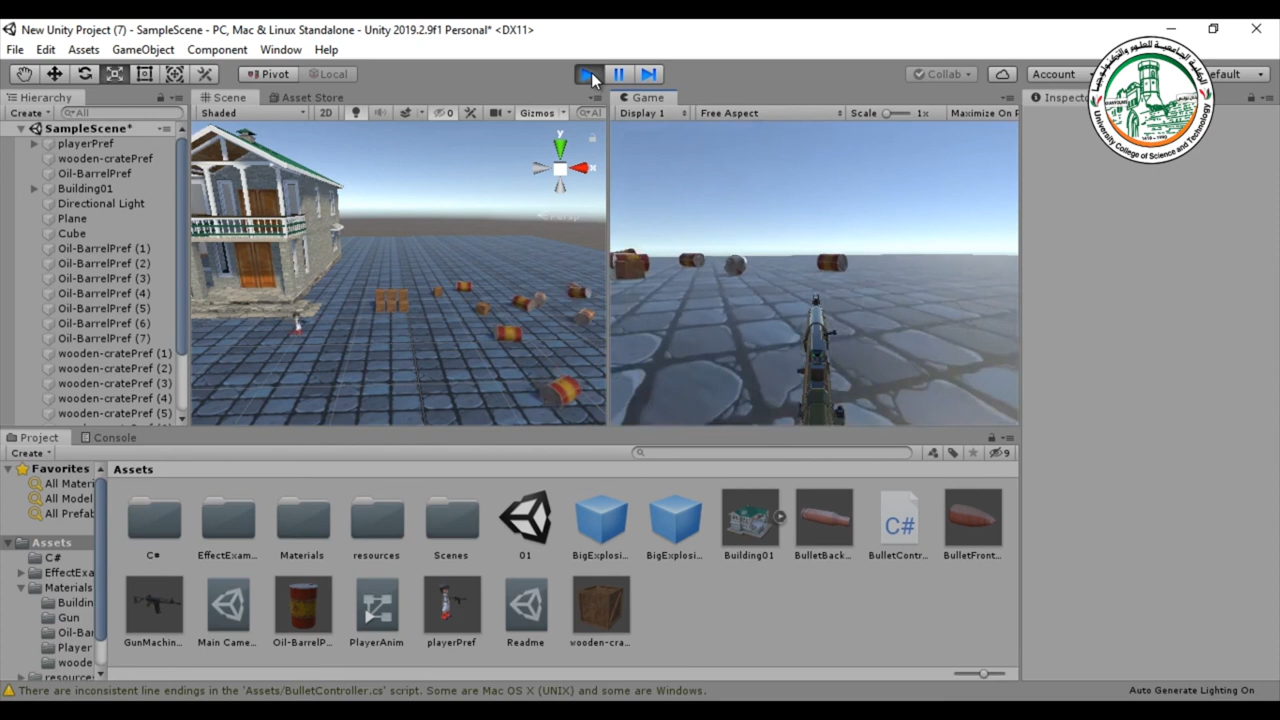 New Unity Project (7) - SampleScene - PC, Mac & Linux Standalone - Unity 2019.2.9f1 Personal* <DX11>
File Edit Assets GameObject Component Window Help
Pivot Local Collab Account
Hierarchy Scene Asset Store Game
Create All Shaded 2D 0 Gizmos All Display 1 Free Aspect Scale 1x Maximize On P
SampleScene*
playerPref
wooden-cratePref
Oil-BarrelPref
Building01
Directional Light
Plane
Cube
Oil-BarrelPref (1)
Oil-BarrelPref (2)
Oil-BarrelPref (3)
Oil-BarrelPref (4)
Oil-BarrelPref (5)
Oil-BarrelPref (6)
Oil-BarrelPref (7)
wooden-cratePref (1)
wooden-cratePref (2)
wooden-cratePref (3)
wooden-cratePref (4)
wooden-cratePref (5)
y
x
University College of Science and Technology
Project Console
Create 9
Favorites
All Materi
All Model
All Prefab
Assets
C#
EffectExa
Materials
Buildin
Gun
Oil-Bar
Player
woode
resource
Assets
C#
C# EffectExam... Materials resources Scenes 01 BigExplosi... BigExplosi... Building01 BulletBack... BulletContr... BulletFront...
GunMachin... Main Came... Oil-BarrelP... PlayerAnim playerPref Readme wooden-cra...
There are inconsistent line endings in the 'Assets/BulletController.cs' script. Some are Mac OS X (UNIX) and some are Windows.
Auto Generate Lighting On